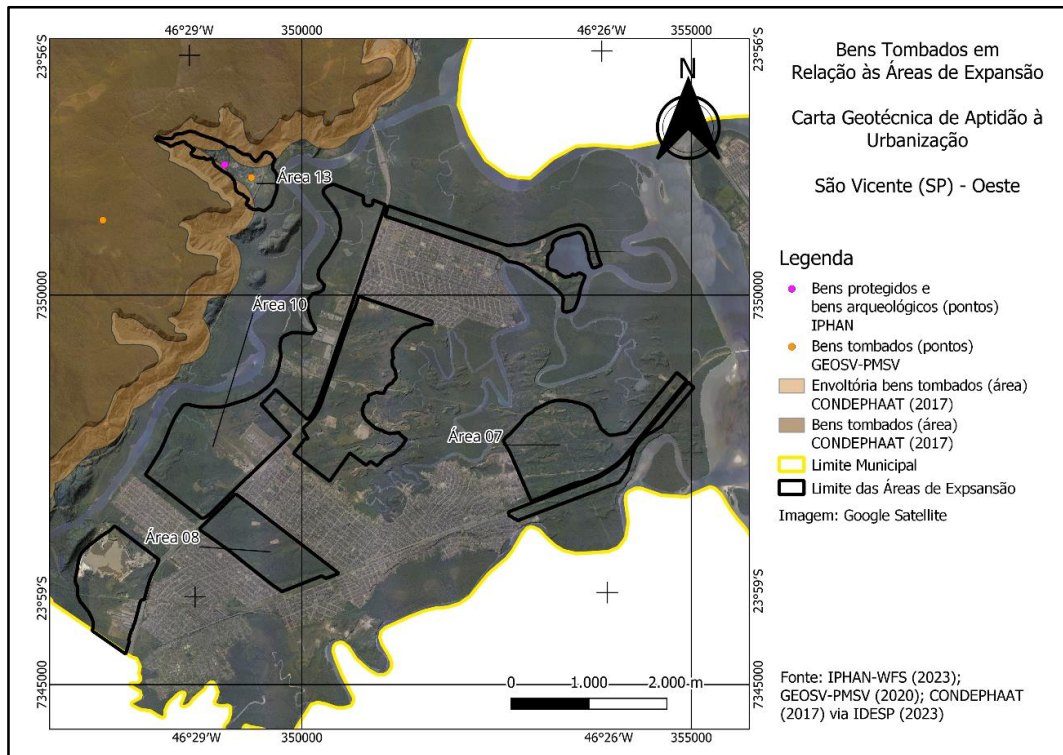 46°29'W
350000
46°26'W
355000
23°56'S
23°56'S
Bens Tombados em
Relação às Áreas de Expansão
Carta Geotécnica de Aptidão à
Urbanização
São Vicente (SP) - Oeste
N
Área 13
Área 10
Área 07
Área 08
7350000
7350000
23°59'S
23°59'S
7345000
7345000
Legenda
Bens protegidos e
bens arqueológicos (pontos)
IPHAN
Bens tombados (pontos)
GEOSV-PMSV
Envoltória bens tombados (área)
CONDEPHAAT (2017)
Bens tombados (área)
CONDEPHAAT (2017)
Limite Municipal
Limite das Áreas de Expsansão
Imagem: Google Satellite
0 1.000 2.000 m
Fonte: IPHAN-WFS (2023);
GEOSV-PMSV (2020); CONDEPHAAT
(2017) via IDESP (2023)
46°29'W
350000
46°26'W
355000